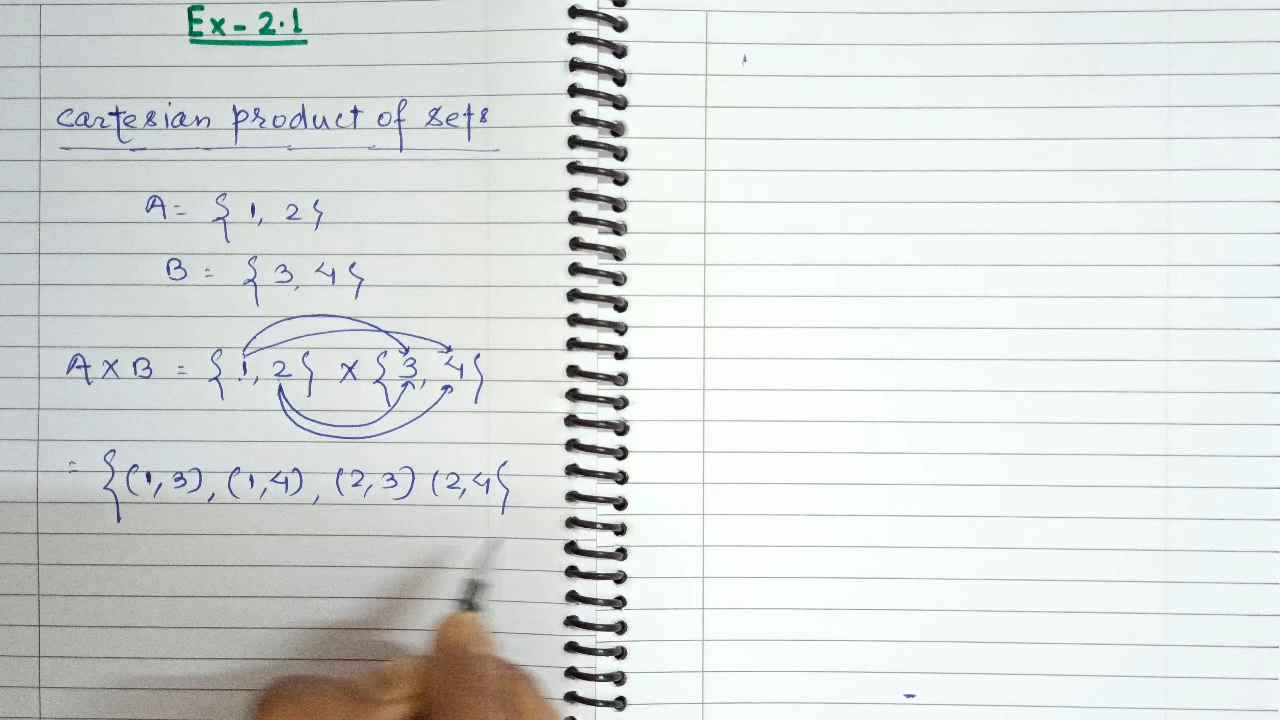 Ex-2.1
cartesian product of sets
A = { 1, 2}
B = { 3, 4}
A X B = { 1, 2} X { 3, 4}
= {(1,3), (1,4), (2,3) (2,4}